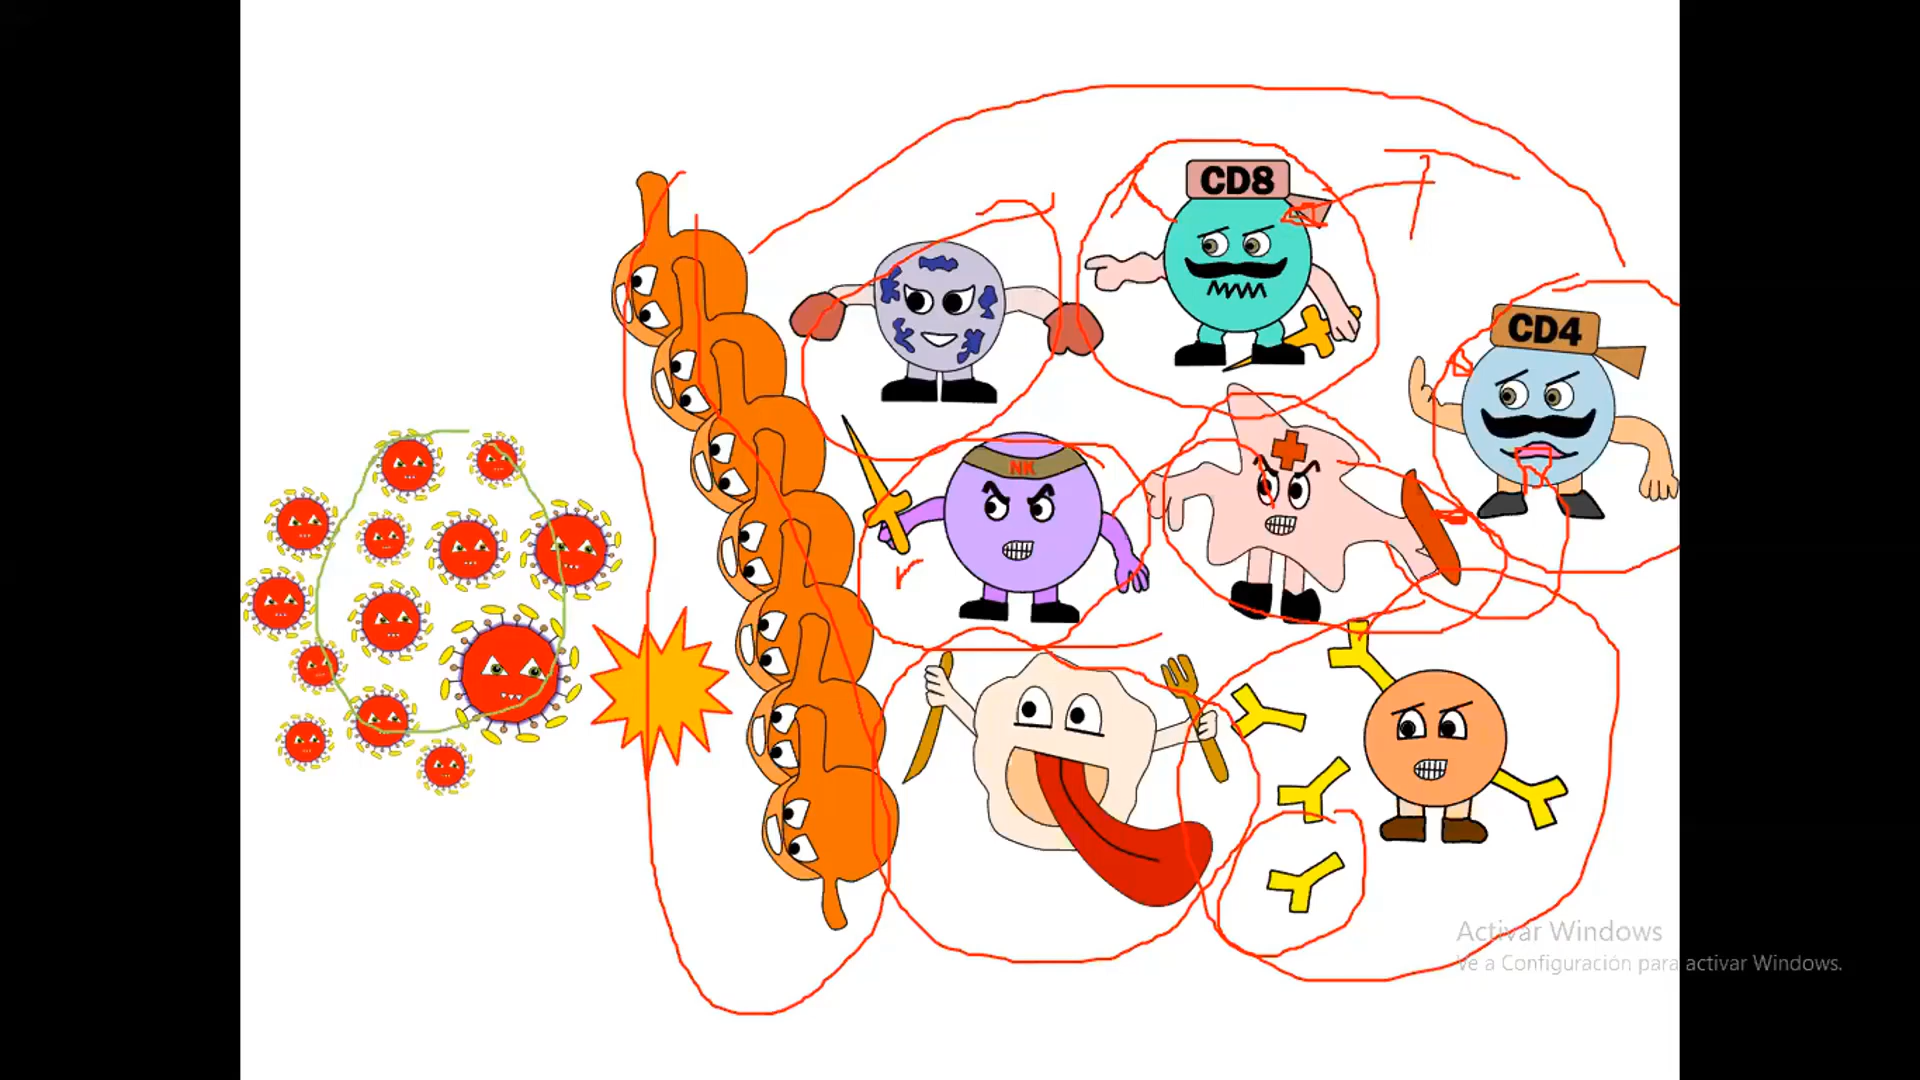 CD8
CD4
NK
T
r
Activar Windows
Ve a Configuración para activar Windows.